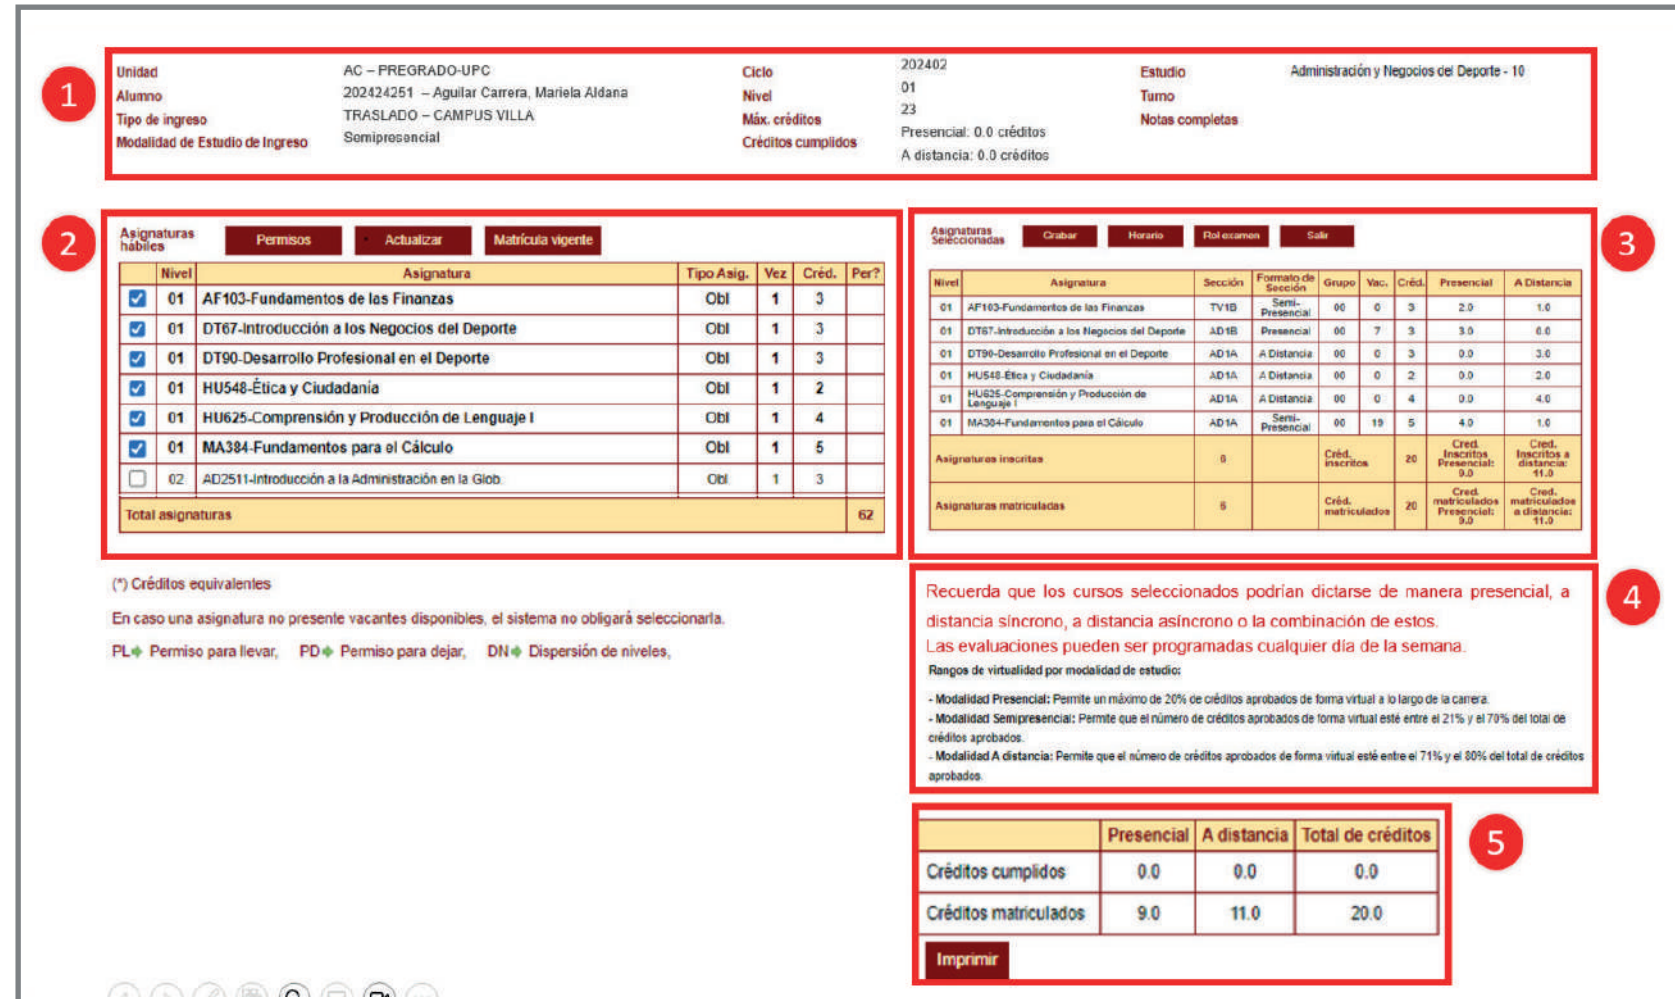 1
Unidad AC – PREGRADO-UPC Ciclo 202402 Estudio Administración y Negocios del Deporte - 10
Alumno 202424251 – Aguilar Carrera, Mariela Aldana Nivel 01 Turno
Tipo de ingreso TRASLADO – CAMPUS VILLA Máx. créditos 23 Notas completas
Modalidad de Estudio de Ingreso Semipresencial Créditos cumplidos Presencial: 0.0 créditos
A distancia: 0.0 créditos
2
Asignaturas hábiles Permisos Actualizar Matrícula vigente
Nivel Asignatura Tipo Asig. Vez Créd. Per?
01 AF103-Fundamentos de las Finanzas Obl 1 3
01 DT67-Introducción a los Negocios del Deporte Obl 1 3
01 DT90-Desarrollo Profesional en el Deporte Obl 1 3
01 HU548-Ética y Ciudadanía Obl 1 2
01 HU625-Comprensión y Producción de Lenguaje I Obl 1 4
01 MA384-Fundamentos para el Cálculo Obl 1 5
02 AD2511-Introducción a la Administración en la Glob. Obl 1 3
Total asignaturas 62
(*) Créditos equivalentes
En caso una asignatura no presente vacantes disponibles, el sistema no obligará seleccionarla.
PL Permiso para llevar, PD Permiso para dejar, DN Dispersión de niveles,
3
Asignaturas Seleccionadas Grabar Horario Rol examen Salir
Nivel Asignatura Sección Formato de Sección Grupo Vac. Créd. Presencial A Distancia
01 AF103-Fundamentos de las Finanzas TV1B Semi-Presencial 00 0 3 2.0 1.0
01 DT67-Introducción a los Negocios del Deporte AD1B Presencial 00 7 3 3.0 0.0
01 DT90-Desarrollo Profesional en el Deporte AD1A A Distancia 00 0 3 0.0 3.0
01 HU548-Ética y Ciudadanía AD1A A Distancia 00 0 2 0.0 2.0
01 HU625-Comprensión y Producción de Lenguaje I AD1A A Distancia 00 0 4 0.0 4.0
01 MA384-Fundamentos para el Cálculo AD1A Semi-Presencial 00 19 5 4.0 1.0
Asignaturas inscritas 6 Créd. inscritos 20 Cred. Inscritos Presencial: 9.0 Cred. Inscritos a distancia: 11.0
Asignaturas matriculadas 6 Créd. matriculados 20 Cred. matriculados Presencial: 9.0 Cred. matriculados a distancia: 11.0
4
Recuerda que los cursos seleccionados podrían dictarse de manera presencial, a
distancia síncrono, a distancia asíncrono o la combinación de estos.
Las evaluaciones pueden ser programadas cualquier día de la semana.
Rangos de virtualidad por modalidad de estudio:
- Modalidad Presencial: Permite un máximo de 20% de créditos aprobados de forma virtual a lo largo de la carrera.
- Modalidad Semipresencial: Permite que el número de créditos aprobados de forma virtual esté entre el 21% y el 70% del total de
créditos aprobados.
- Modalidad A distancia: Permite que el número de créditos aprobados de forma virtual esté entre el 71% y el 80% del total de créditos
aprobados.
5
Presencial A distancia Total de créditos
Créditos cumplidos 0.0 0.0 0.0
Créditos matriculados 9.0 11.0 20.0
Imprimir